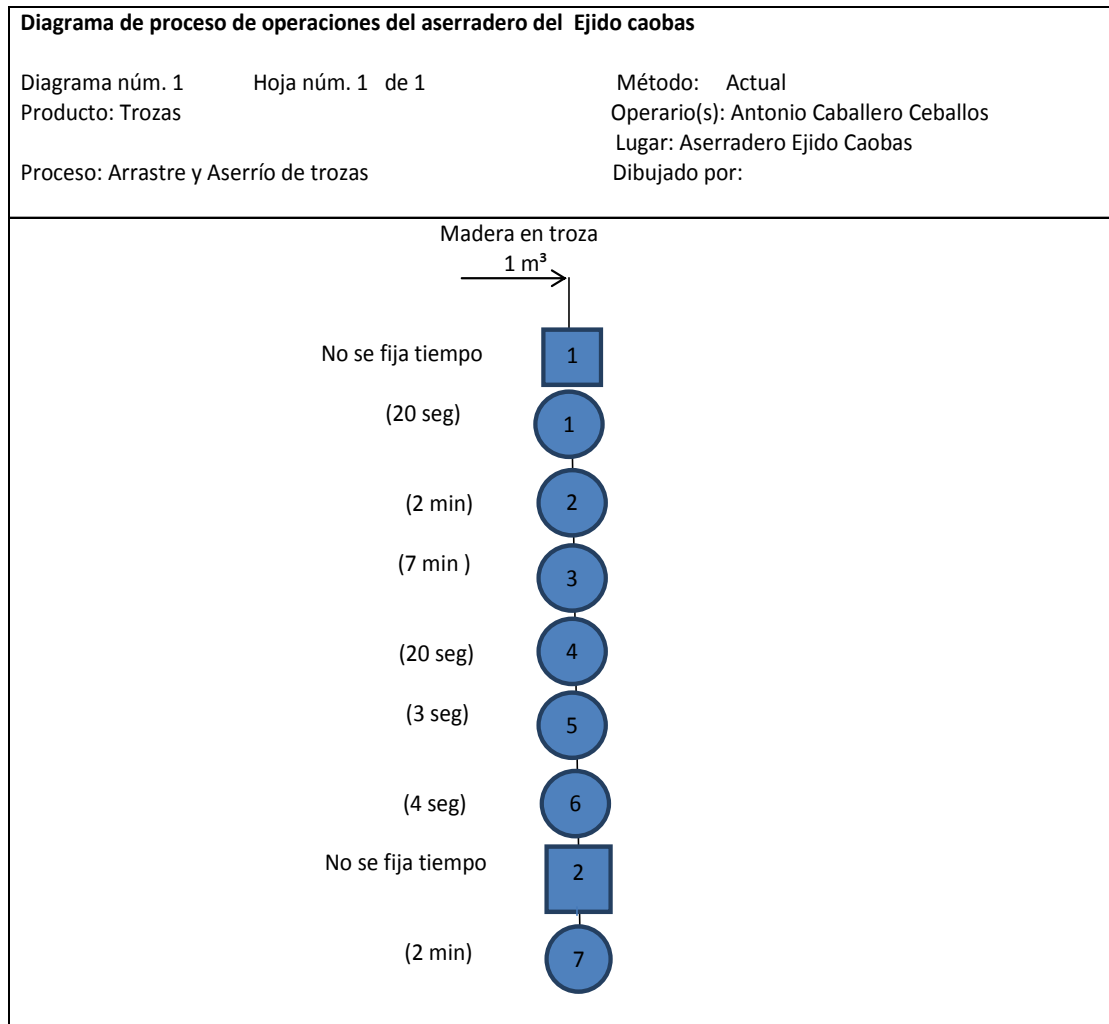 Diagrama de proceso de operaciones del aserradero del Ejido caobas
Diagrama núm. 1 Hoja núm. 1 de 1 Método: Actual
Producto: Trozas Operario(s): Antonio Caballero Ceballos
Lugar: Aserradero Ejido Caobas
Proceso: Arrastre y Aserrío de trozas Dibujado por:
Madera en troza
1 m³
No se fija tiempo 1
(20 seg) 1
(2 min) 2
(7 min ) 3
(20 seg) 4
(3 seg) 5
(4 seg) 6
No se fija tiempo 2
(2 min) 7